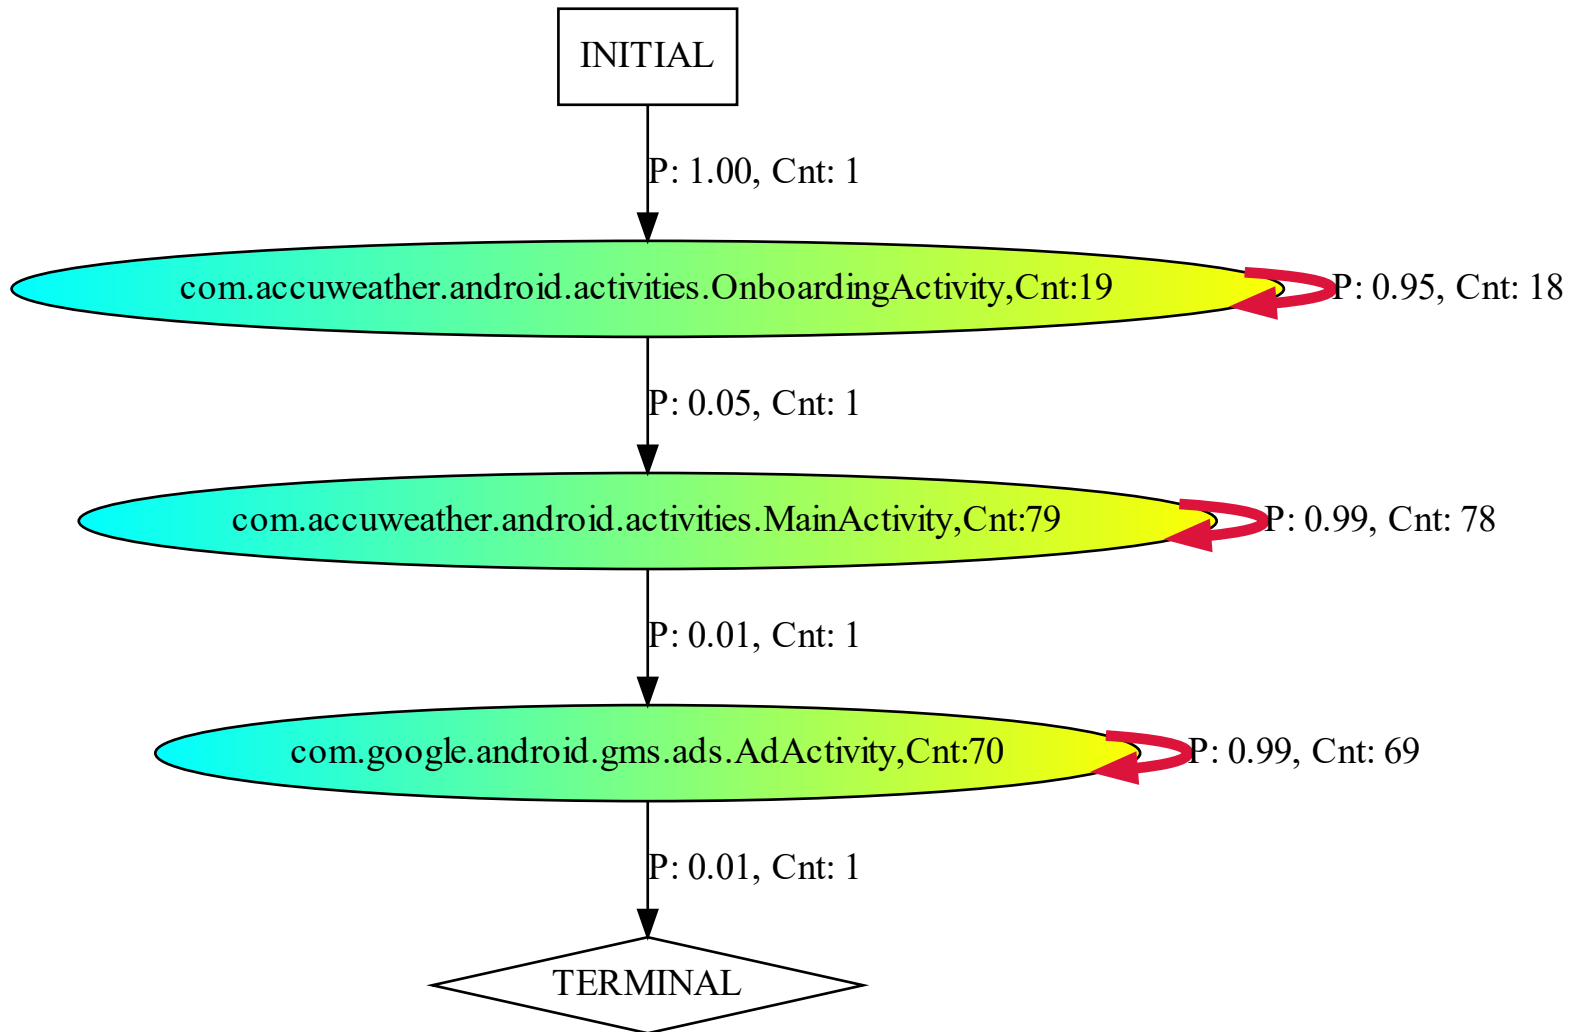 INITIAL
P: 1.00, Cnt: 1
com.accuweather.android.activities.OnboardingActivity,Cnt:19
P: 0.95, Cnt: 18
P: 0.05, Cnt: 1
com.accuweather.android.activities.MainActivity,Cnt:79
P: 0.99, Cnt: 78
P: 0.01, Cnt: 1
com.google.android.gms.ads.AdActivity,Cnt:70
P: 0.99, Cnt: 69
P: 0.01, Cnt: 1
TERMINAL